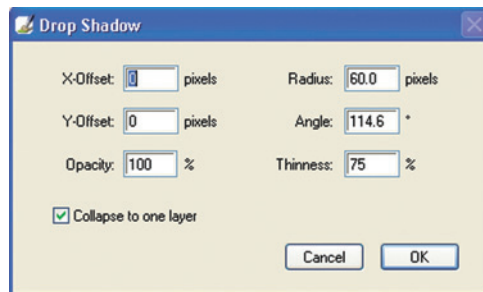 Drop Shadow
X-Offset: 0 pixels Radius: 60.0 pixels
Y-Offset: 0 pixels Angle: 114.6 °
Opacity: 100 % Thinness: 75 %
Collapse to one layer
Cancel OK